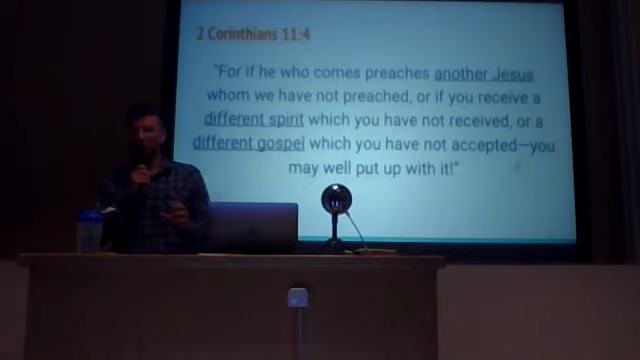 2 Corinthians 11:4
"For if he who comes preaches another Jesus
whom we have not preached, or if you receive a
different spirit which you have not received, or a
different gospel which you have not accepted—you
may well put up with it!"